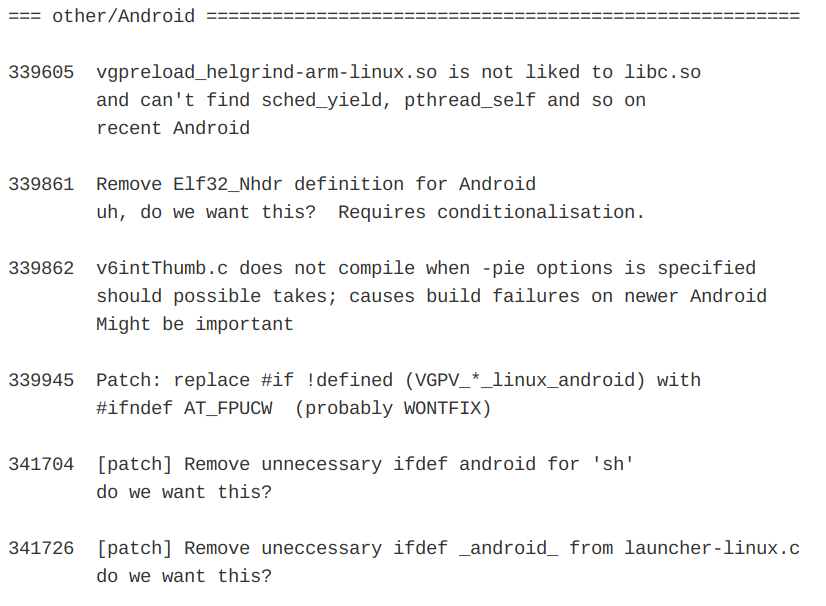 === other/Android ======================================================
339605  vgpreload_helgrind-arm-linux.so is not liked to libc.so
        and can't find sched_yield, pthread_self and so on
        recent Android
339861  Remove Elf32_Nhdr definition for Android
        uh, do we want this?  Requires conditionalisation.
339862  v6intThumb.c does not compile when -pie options is specified
        should possible takes; causes build failures on newer Android
        Might be important
339945  Patch: replace #if !defined (VGPV_*_linux_android) with
        #ifndef AT_FPUCW  (probably WONTFIX)
341704  [patch] Remove unnecessary ifdef android for 'sh'
        do we want this?
341726  [patch] Remove uneccessary ifdef _android_ from launcher-linux.c
        do we want this?